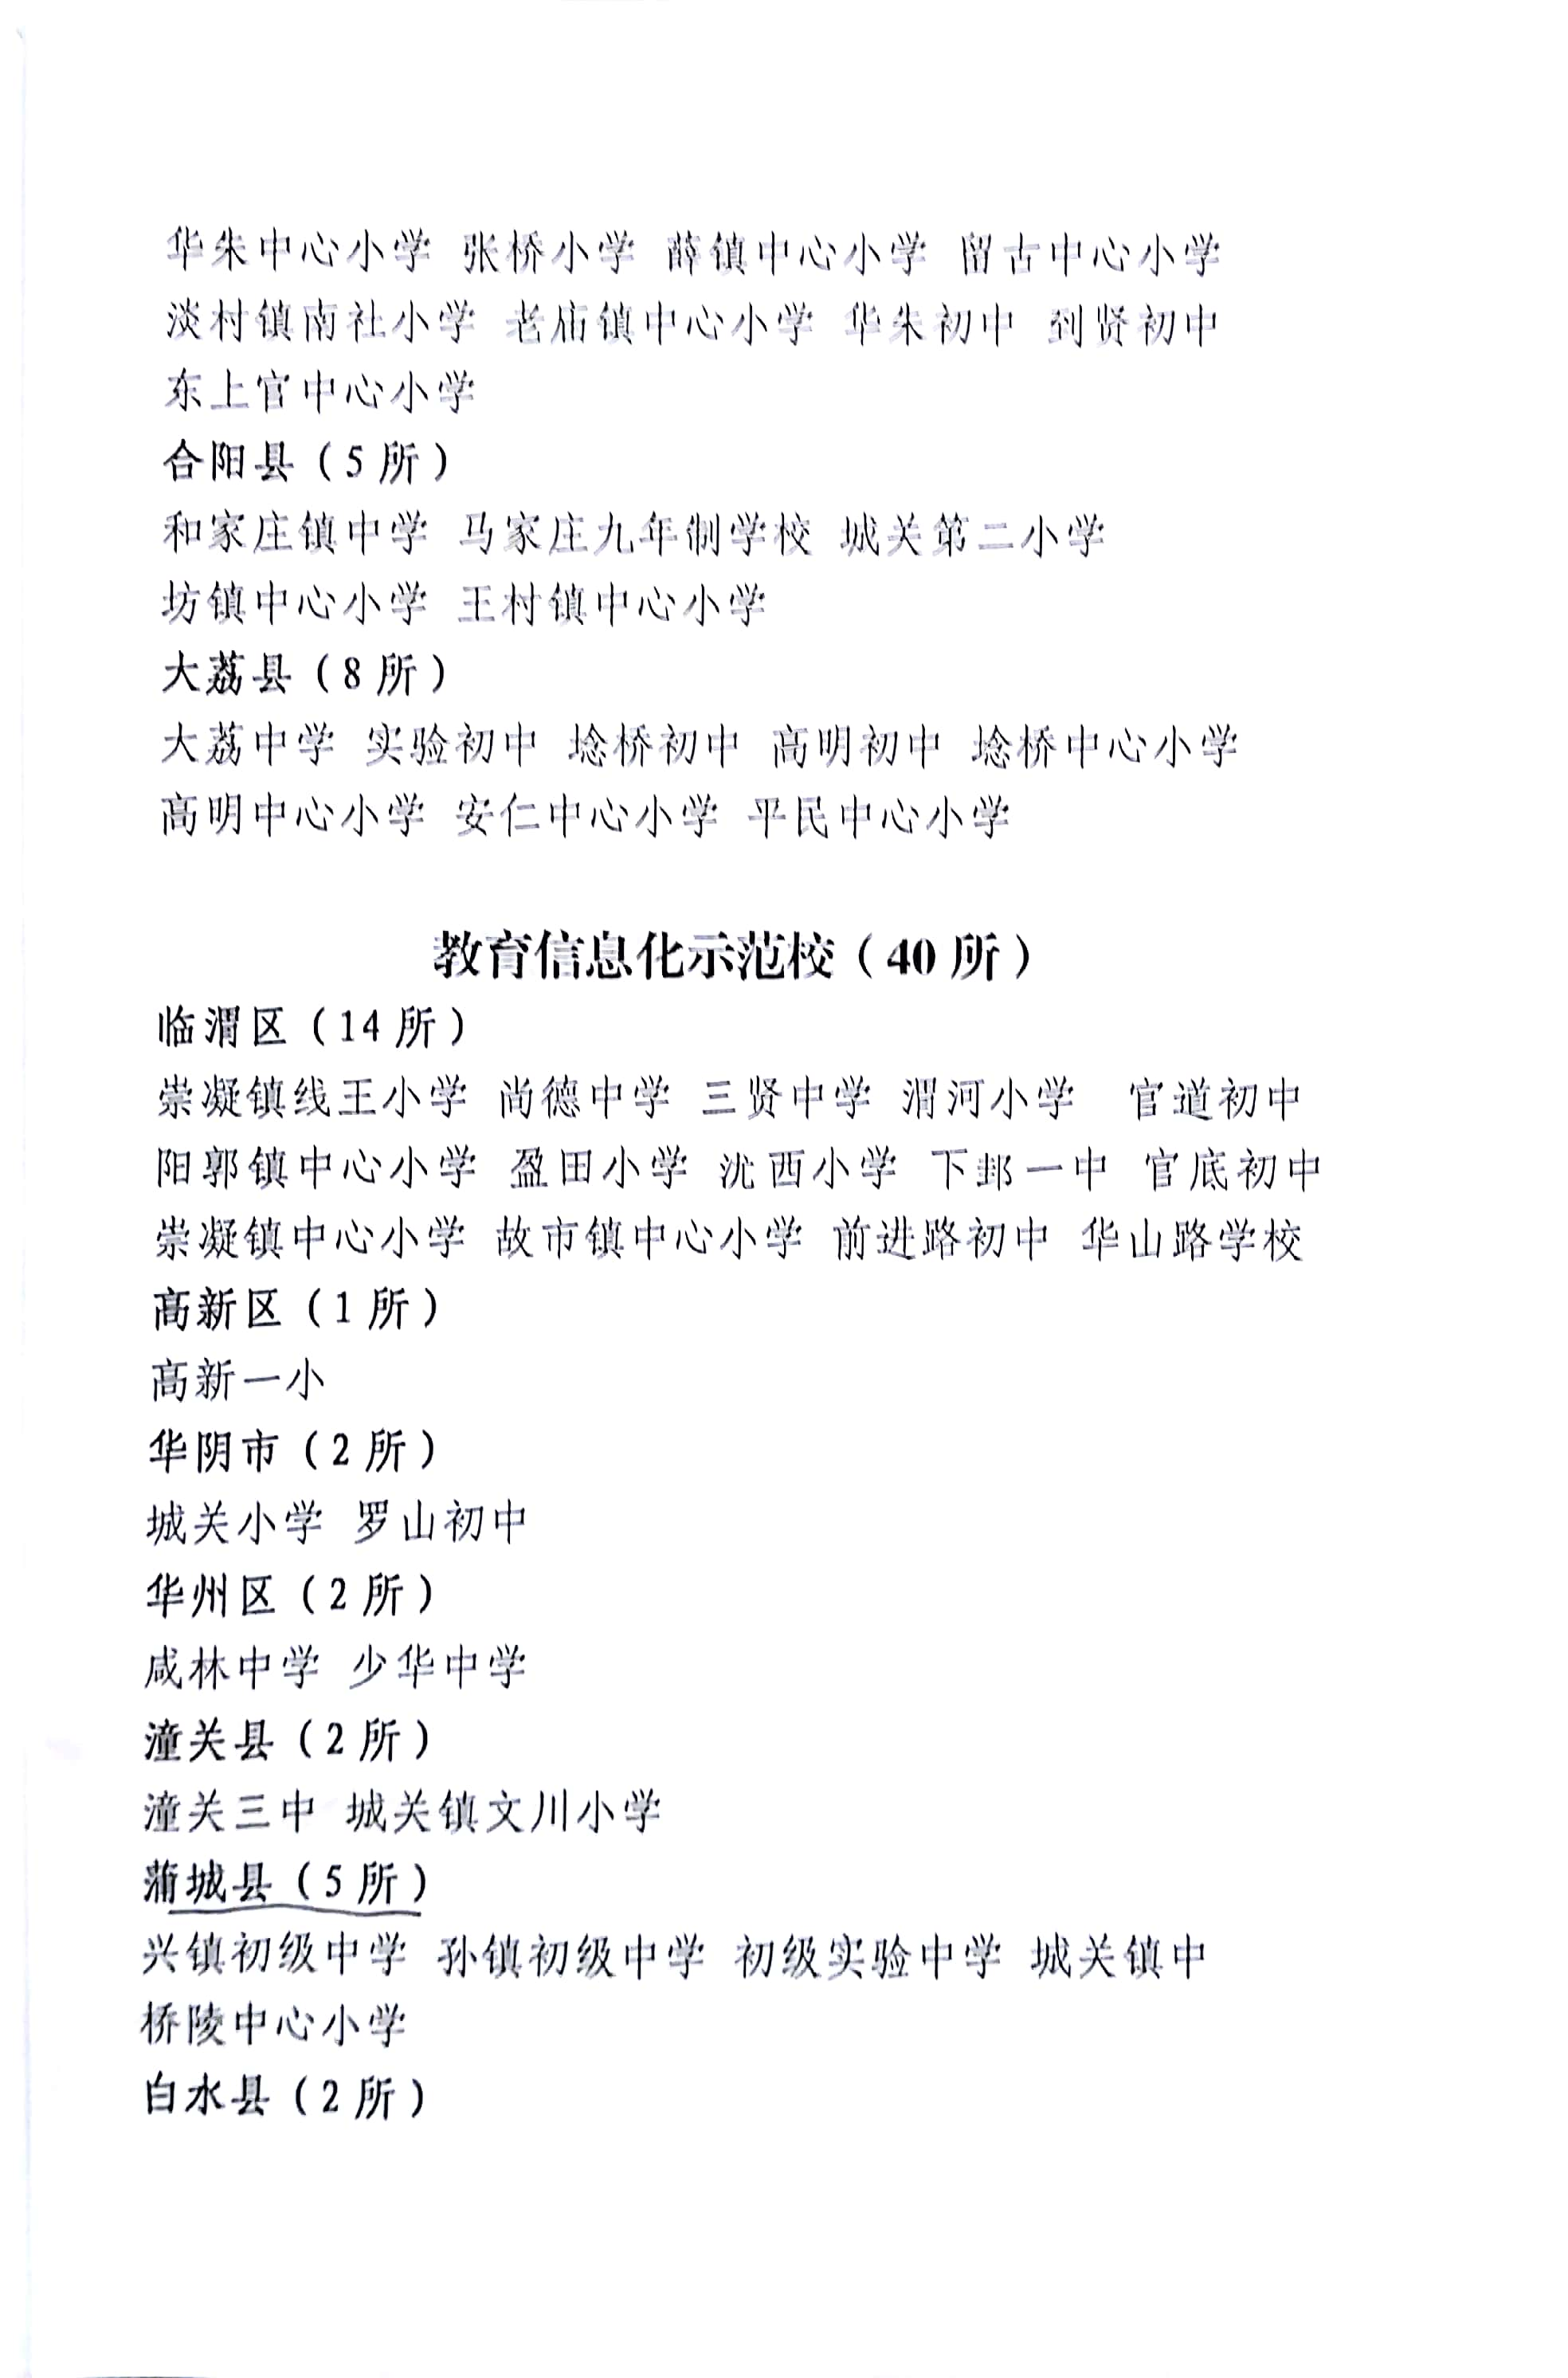 华朱中心小学 张桥小学 薛镇中心小学 留古中心小学
淡村镇南社小学 老庙镇中心小学 华朱初中 到贤初中
东上官中心小学
合阳县（5 所）
和家庄镇中学 马家庄九年制学校 城关第二小学
坊镇中心小学 王村镇中心小学
大荔县（8 所）
大荔中学 实验初中 埝桥初中 高明初中 埝桥中心小学
高明中心小学 安仁中心小学 平民中心小学
教育信息化示范校（40 所）
临渭区（14 所）
崇凝镇线王小学 尚德中学 三贤中学 渭河小学 官道初中
阳郭镇中心小学 盈田小学 沋西小学 下邽一中 官底初中
崇凝镇中心小学 故市镇中心小学 前进路初中 华山路学校
高新区（1 所）
高新一小
华阴市（2 所）
城关小学 罗山初中
华州区（2 所）
咸林中学 少华中学
潼关县（2 所）
潼关三中 城关镇文川小学
蒲城县（5 所）
兴镇初级中学 孙镇初级中学 初级实验中学 城关镇中
桥陵中心小学
白水县（2 所）